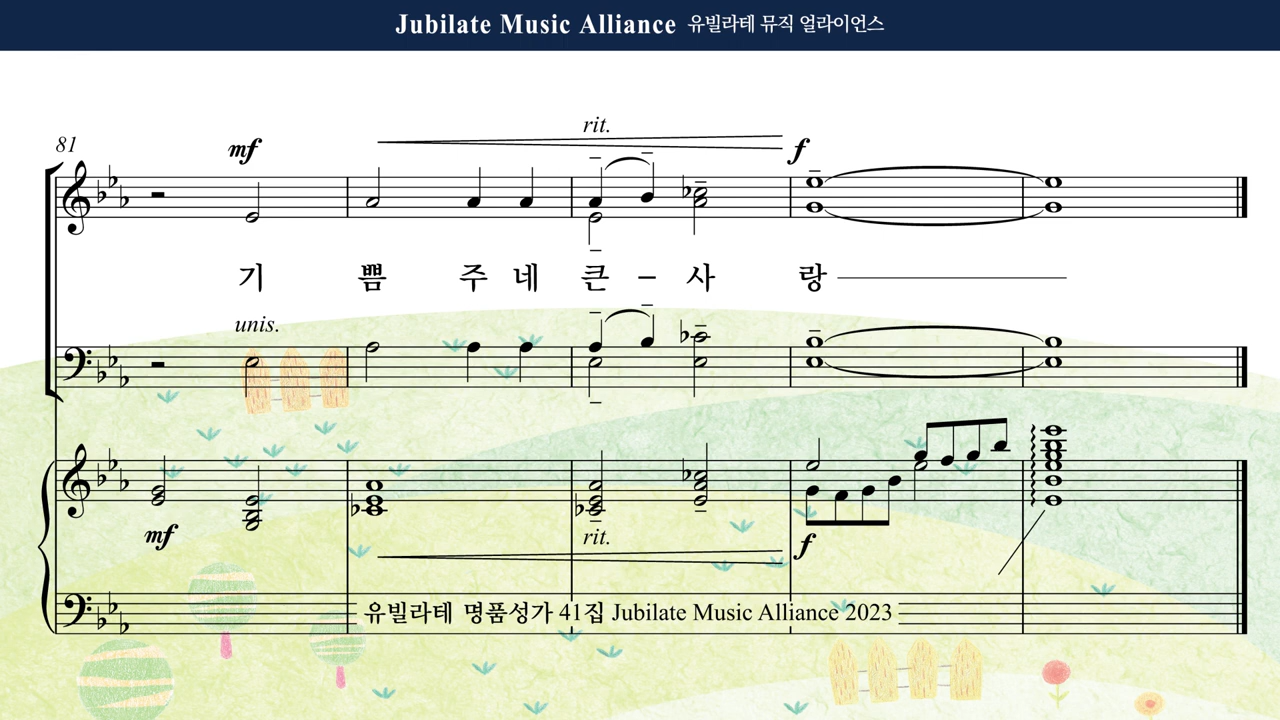 Jubilate Music Alliance 유빌라테 뮤직 얼라이언스
rit.
81 mf f
기 쁨 주 네 큰 – 사 랑
unis.
mf rit. f
유빌라테 명품성가 41집 Jubilate Music Alliance 2023